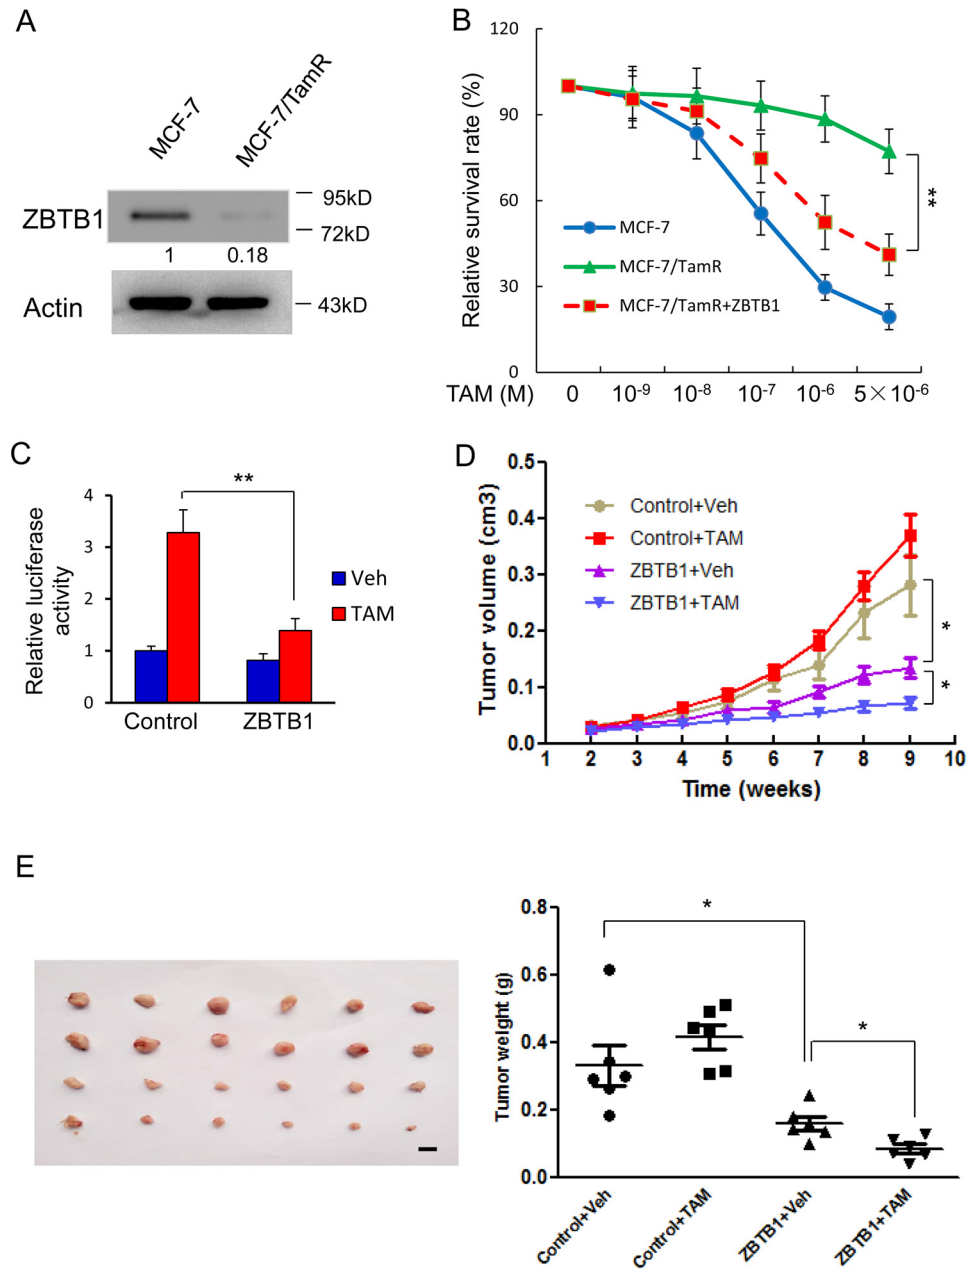 A
MCF-7
MCF-7/TamR
ZBTB1
95kD
72kD
1 0.18
Actin
43kD
B
Relative survival rate (%)
120
90
60
30
0
MCF-7
MCF-7/TamR
MCF-7/TamR+ZBTB1
**
TAM (M) 0 10⁻⁹ 10⁻⁸ 10⁻⁷ 10⁻⁶ 5×10⁻⁶
C
Relative luciferase
activity
4
3
2
1
0
**
Veh
TAM
Control ZBTB1
D
Tumor volume (cm3)
0.5
0.4
0.3
0.2
0.1
0.0
Control+Veh
Control+TAM
ZBTB1+Veh
ZBTB1+TAM
*
*
1 2 3 4 5 6 7 8 9 10
Time (weeks)
E
Tumor weight (g)
0.8
0.6
0.4
0.2
0.0
*
*
Control+Veh
Control+TAM
ZBTB1+Veh
ZBTB1+TAM